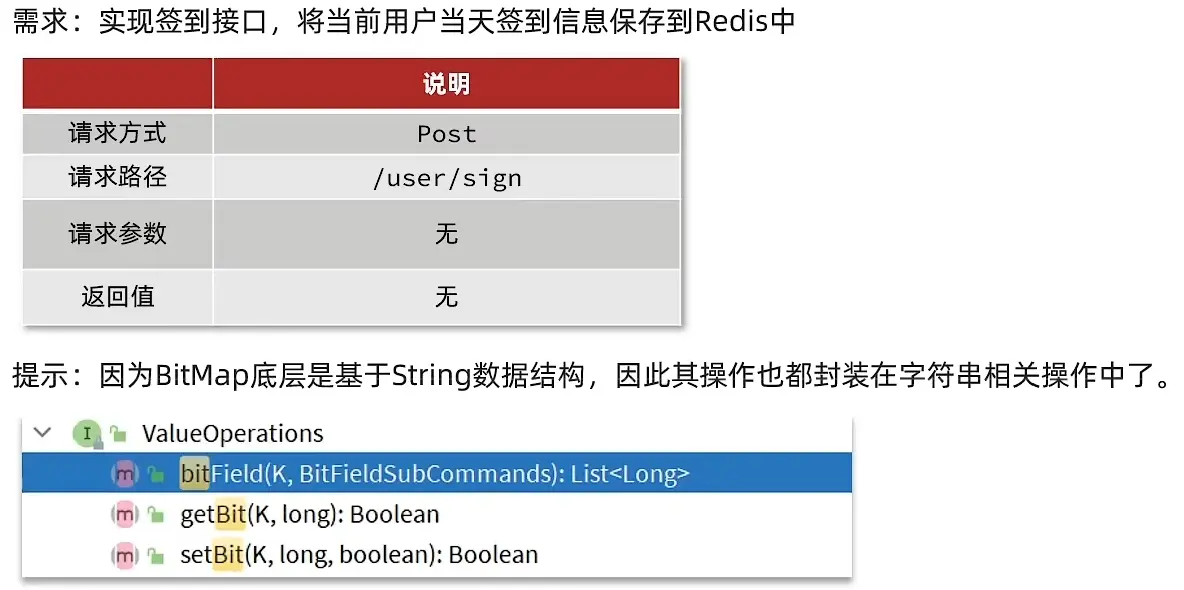 需求：实现签到接口，将当前用户当天签到信息保存到Redis中
说明
请求方式 Post
请求路径 /user/sign
请求参数 无
返回值 无
提示：因为BitMap底层是基于String数据结构，因此其操作也都封装在字符串相关操作中了。
I ValueOperations
m bitField(K, BitFieldSubCommands): List<Long>
m getBit(K, long): Boolean
m setBit(K, long, boolean): Boolean